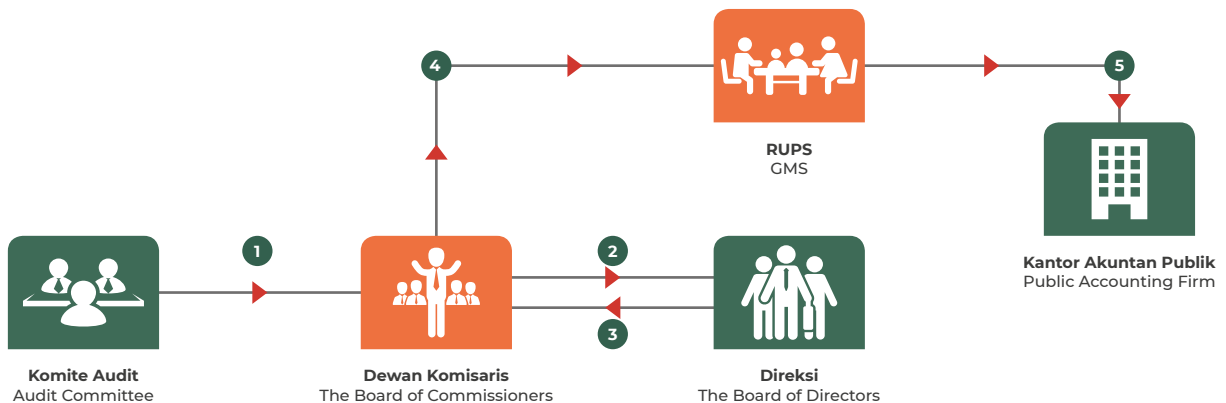 4
5
RUPS
GMS
1
2
Kantor Akuntan Publik
Public Accounting Firm
3
Komite Audit
Audit Committee
Dewan Komisaris
The Board of Commissioners
Direksi
The Board of Directors